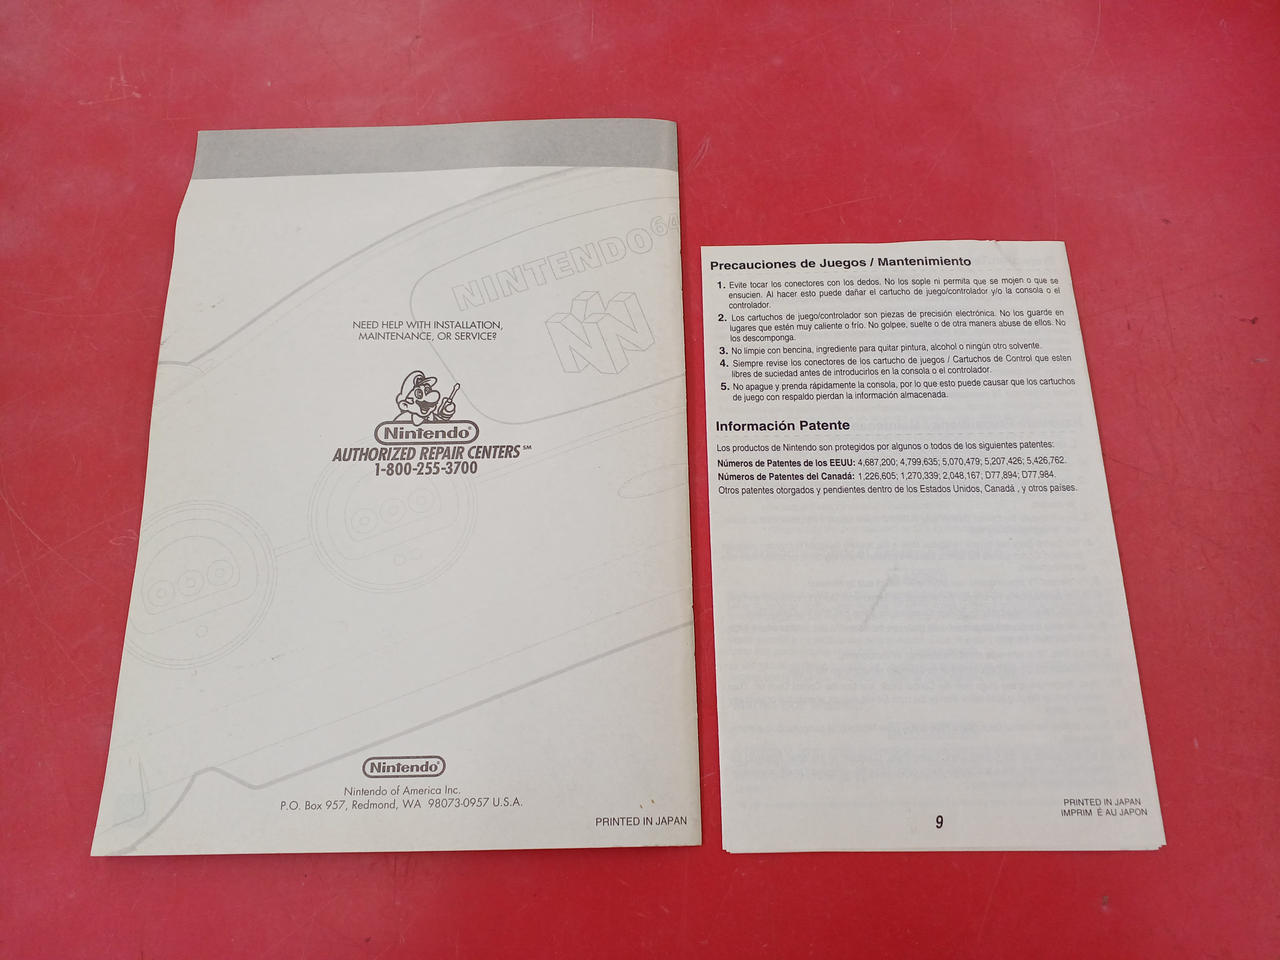 NINTENDO64
NEED HELP WITH INSTALLATION,
MAINTENANCE, OR SERVICE?
Nintendo®
AUTHORIZED REPAIR CENTERS℠
1-800-255-3700
Nintendo®
Nintendo of America Inc.
P.O. Box 957, Redmond, WA 98073-0957 U.S.A.
PRINTED IN JAPAN
Precauciones de Juegos / Mantenimiento
1. Evite tocar los conectores con los dedos. No los sople ni permita que se mojen o que se
ensucien. Al hacer esto puede dañar el cartucho de juego/controlador y/o la consola o el
controlador.
2. Los cartuchos de juego/controlador son piezas de precisión electrónica. No los guarde en
lugares que estén muy caliente o frío. No golpee, suelte o de otra manera abuse de ellos. No
los descomponga.
3. No limpie con bencina, ingrediente para quitar pintura, alcohol o ningún otro solvente.
4. Siempre revise los conectores de los cartucho de juegos / Cartuchos de Control que esten
libres de suciedad antes de introducirlos en la consola o el controlador.
5. No apague y prenda rápidamente la consola, por lo que esto puede causar que los cartuchos
de juego con respaldo pierdan la información almacenada.
Información Patente
Los productos de Nintendo son protegidos por algunos o todos de los siguientes patentes:
Números de Patentes de los EEUU: 4,687,200; 4,799,635; 5,070,479; 5,207,426; 5,426,762.
Números de Patentes del Canadá: 1,226,605; 1,270,339; 2,048,167; D77,894; D77,984.
Otros patentes otorgados y pendientes dentro de los Estados Unidos, Canadá , y otros países.
9
PRINTED IN JAPAN
IMPRIM É AU JAPON